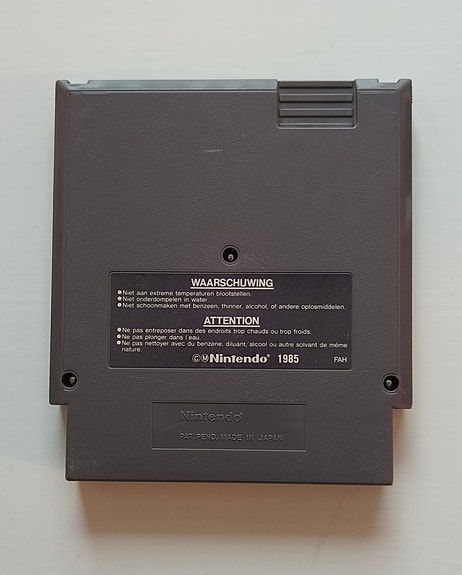 WAARSCHUWING
●Niet aan extreme temperaturen blootstellen.
●Niet onderdompelen in water.
●Niet schoonmaken met benzeen, thinner, alcohol, of andere oplosmiddelen.
ATTENTION
●Ne pas entreposer dans des endroits trop chauds ou trop froids;
●Ne pas plonger dans l'eau.
●Ne pas nettoyer avec du benzène, diluant, alcool ou autre solvant de même
nature.
©ⓂNintendo® 1985 FAH
Nintendo®
PAT.PEND. MADE IN JAPAN